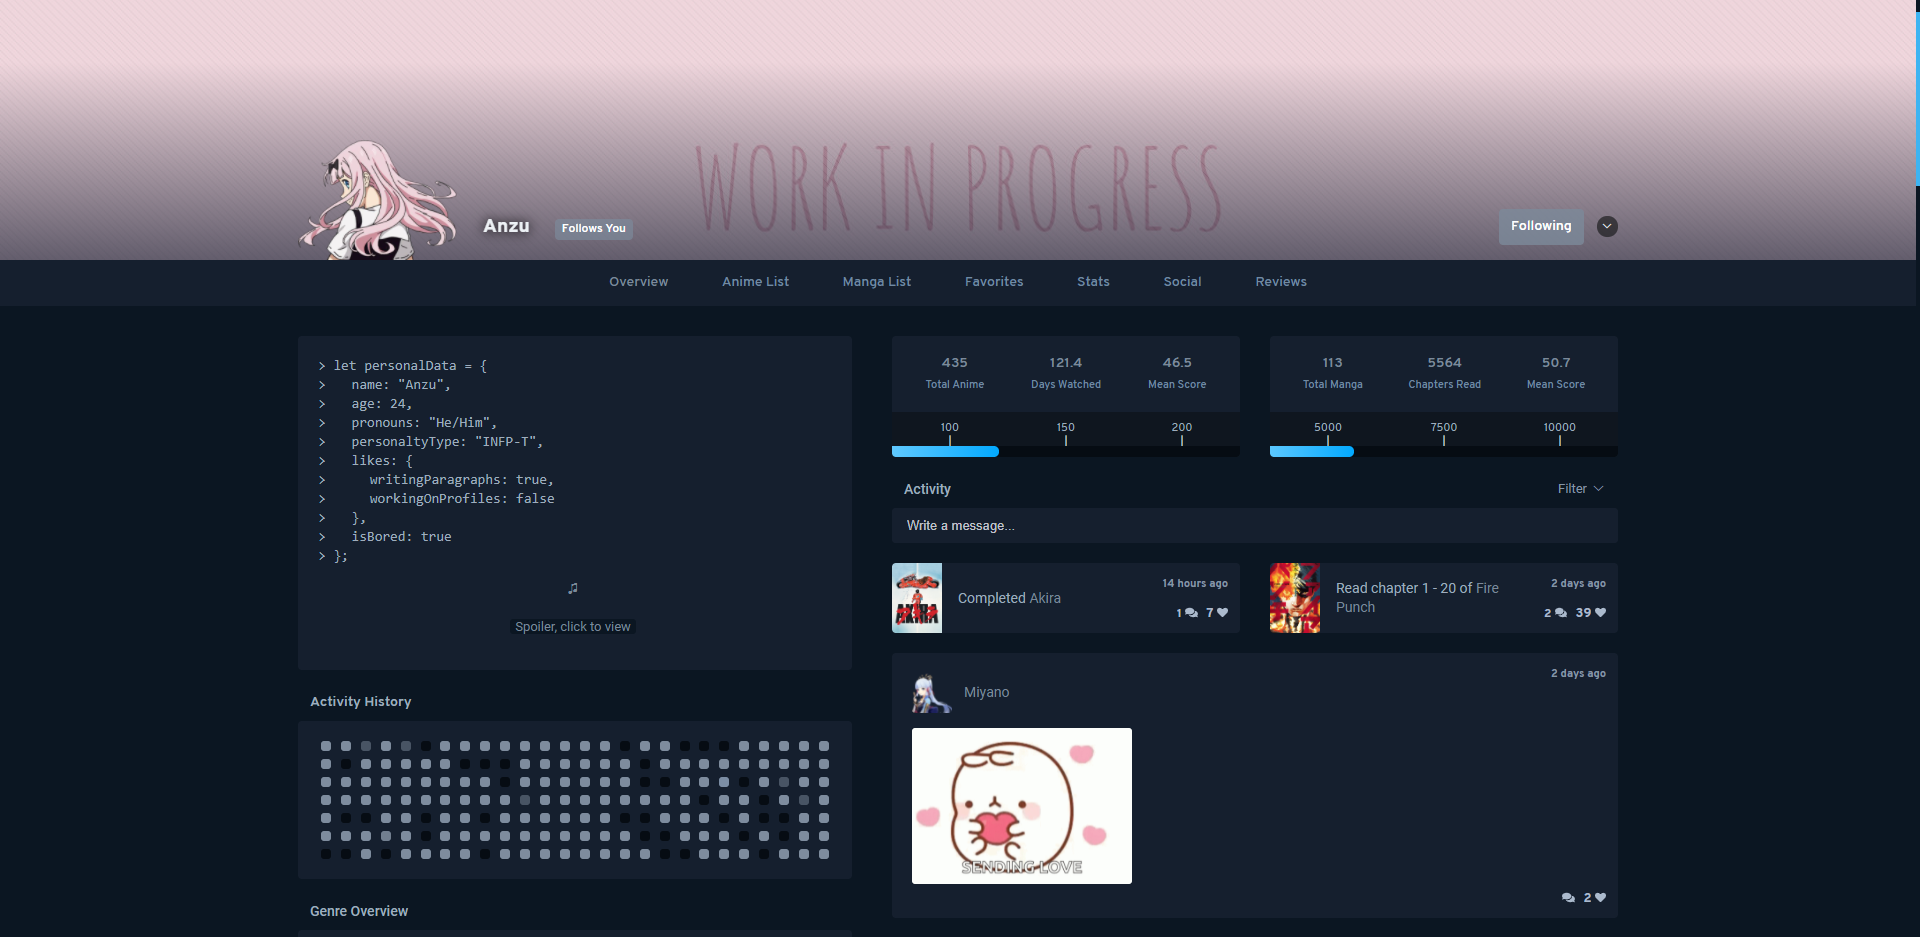 WORK IN PROGRESS
Anzu
Follows You
Following
Overview
Anime List
Manga List
Favorites
Stats
Social
Reviews
> let personalData = {
> name: "Anzu",
> age: 24,
> pronouns: "He/Him",
> personaltyType: "INFP-T",
> likes: {
> writingParagraphs: true,
> workingOnProfiles: false
> },
> isBored: true
> };
♫
Spoiler, click to view
Activity History
Genre Overview
435
Total Anime
121.4
Days Watched
46.5
Mean Score
100
150
200
113
Total Manga
5564
Chapters Read
50.7
Mean Score
5000
7500
10000
Activity
Filter
Write a message...
AKIRA
Completed Akira
14 hours ago
1
7
Read chapter 1 - 20 of Fire
Punch
2 days ago
2
39
Miyano
2 days ago
SENDING LOVE
2